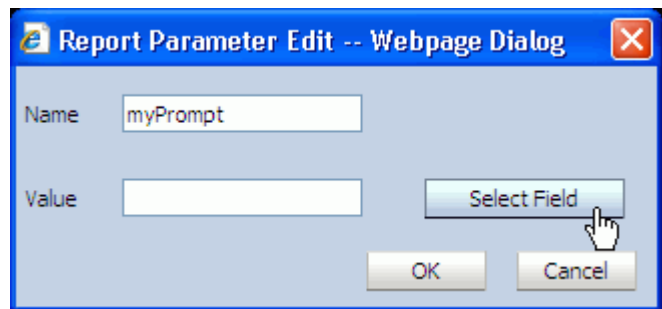 Report Parameter Edit -- Webpage Dialog
Name myPrompt
Value Select Field
OK Cancel